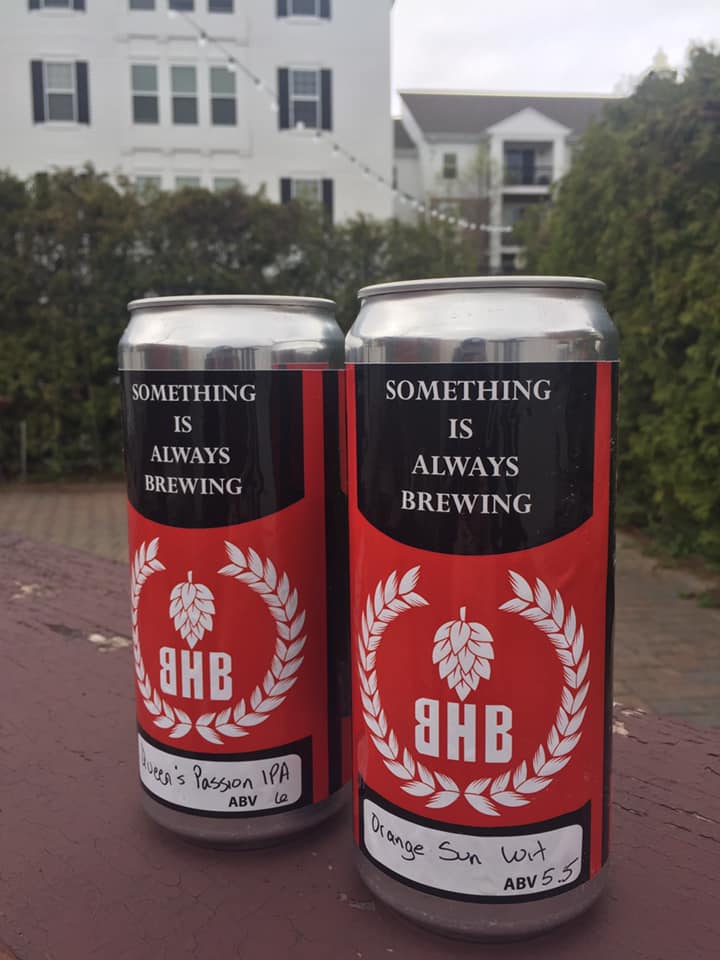 SOMETHING
IS
ALWAYS
BREWING
BHB
Queen's Passion IPA
ABV 6
SOMETHING
IS
ALWAYS
BREWING
BHB
Orange Sun Wit
ABV 5.5